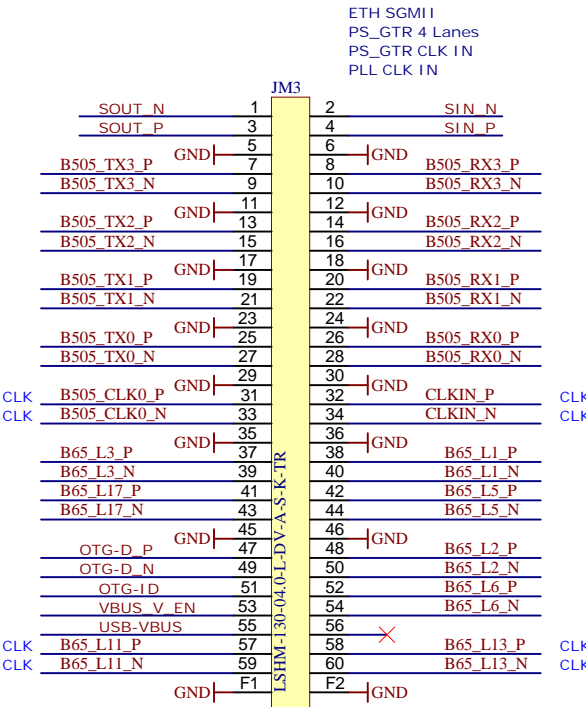 ETH SGMII
PS_GTR 4 Lanes
PS_GTR CLK IN
PLL CLK IN
JM3
SOUT_N 1 2 SIN_N
SOUT_P 3 4 SIN_P
GND 5 6 GND
B505_TX3_P 7 8 B505_RX3_P
B505_TX3_N 9 10 B505_RX3_N
GND 11 12 GND
B505_TX2_P 13 14 B505_RX2_P
B505_TX2_N 15 16 B505_RX2_N
GND 17 18 GND
B505_TX1_P 19 20 B505_RX1_P
B505_TX1_N 21 22 B505_RX1_N
GND 23 24 GND
B505_TX0_P 25 26 B505_RX0_P
B505_TX0_N 27 28 B505_RX0_N
GND 29 30 GND
CLK B505_CLK0_P 31 32 CLKIN_P CLK
CLK B505_CLK0_N 33 34 CLKIN_N CLK
GND 35 36 GND
B65_L3_P 37 38 B65_L1_P
B65_L3_N 39 40 B65_L1_N
B65_L17_P 41 42 B65_L5_P
B65_L17_N 43 44 B65_L5_N
GND 45 46 GND
OTG-D_P 47 48 B65_L2_P
OTG-D_N 49 50 B65_L2_N
OTG-ID 51 52 B65_L6_P
VBUS_V_EN 53 54 B65_L6_N
USB-VBUS 55 56
CLK B65_L11_P 57 58 B65_L13_P CLK
CLK B65_L11_N 59 60 B65_L13_N CLK
GND F1 F2 GND
LSHM-130-04.0-L-DV-A-S-K-TR